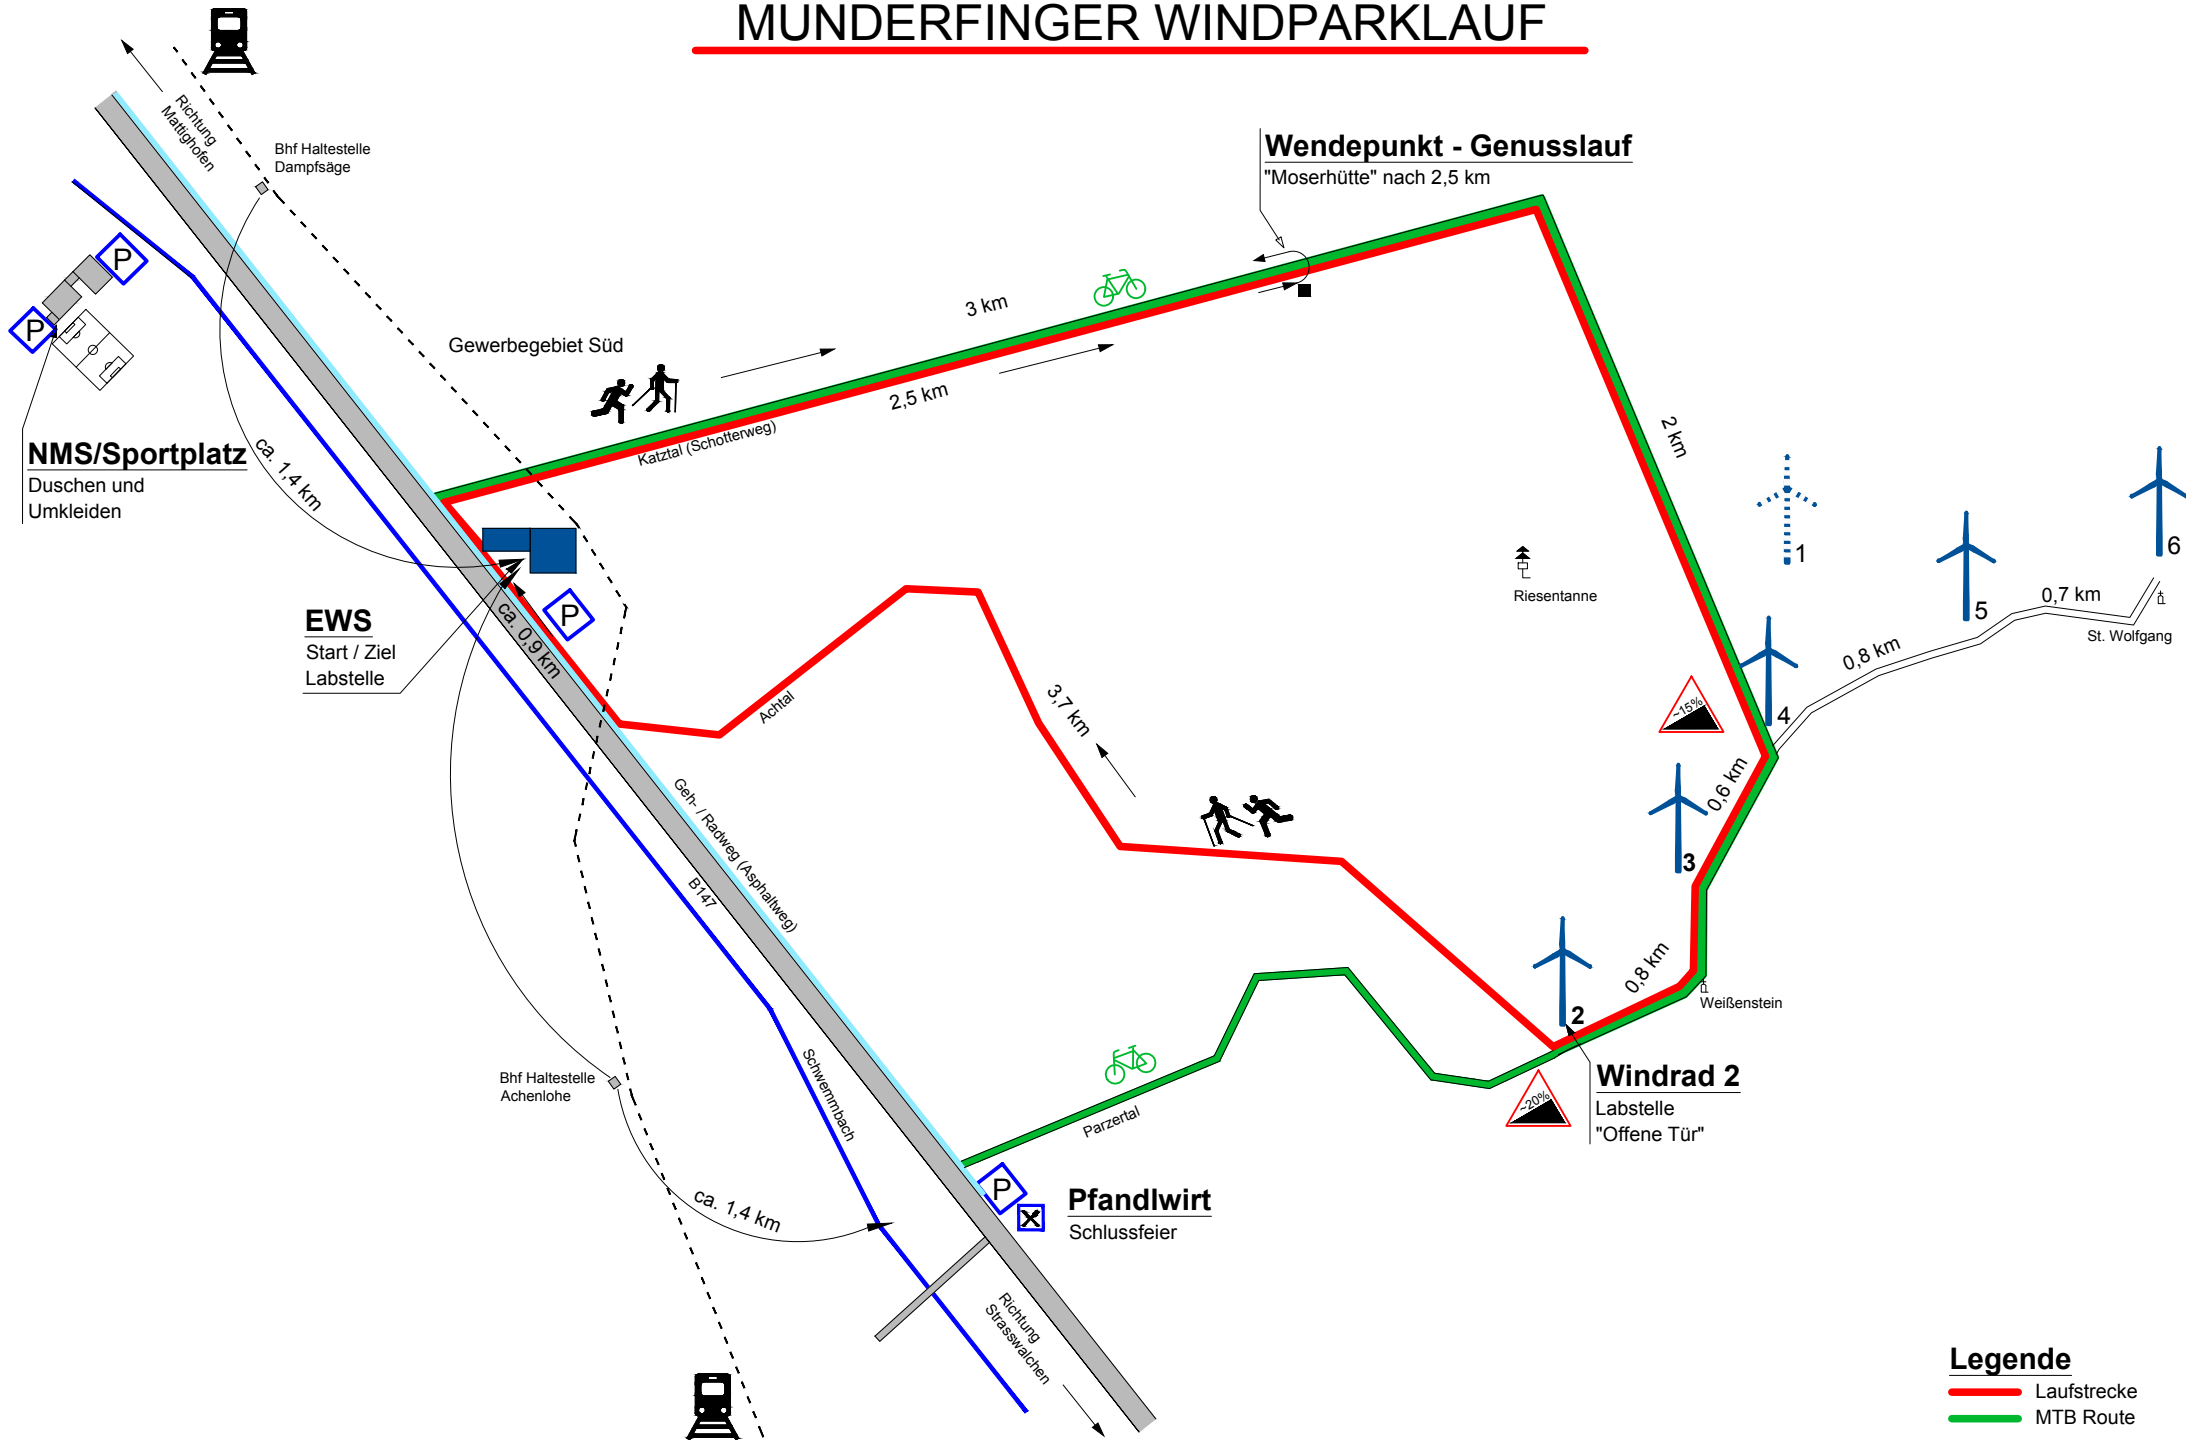 MUNDERFINGER WINDPARKLAUF
Richtung
Mattighofen
Bhf Haltestelle
Dampfsäge
Wendepunkt - Genusslauf
"Moserhütte" nach 2,5 km
P
P
3 km
Gewerbegebiet Süd
2,5 km
Katztal (Schotterweg)
2 km
NMS/Sportplatz
Duschen und
Umkleiden
ca. 1,4 km
1
5
6
0,7 km
St. Wolfgang
0,8 km
Riesentanne
EWS
Start / Ziel
Labstelle
P
ca. 0,9 km
Achtal
3,7 km
~15%
4
0,6 km
3
Geh- / Radweg (Asphaltweg)
B147
0,8 km
Weißenstein
2
Windrad 2
Labstelle
"Offene Tür"
~20%
Bhf Haltestelle
Achenlohe
Schwemmbach
Parzertal
ca. 1,4 km
P
Pfandlwirt
Schlussfeier
Richtung
Strasswalchen
Legende
Laufstrecke
MTB Route